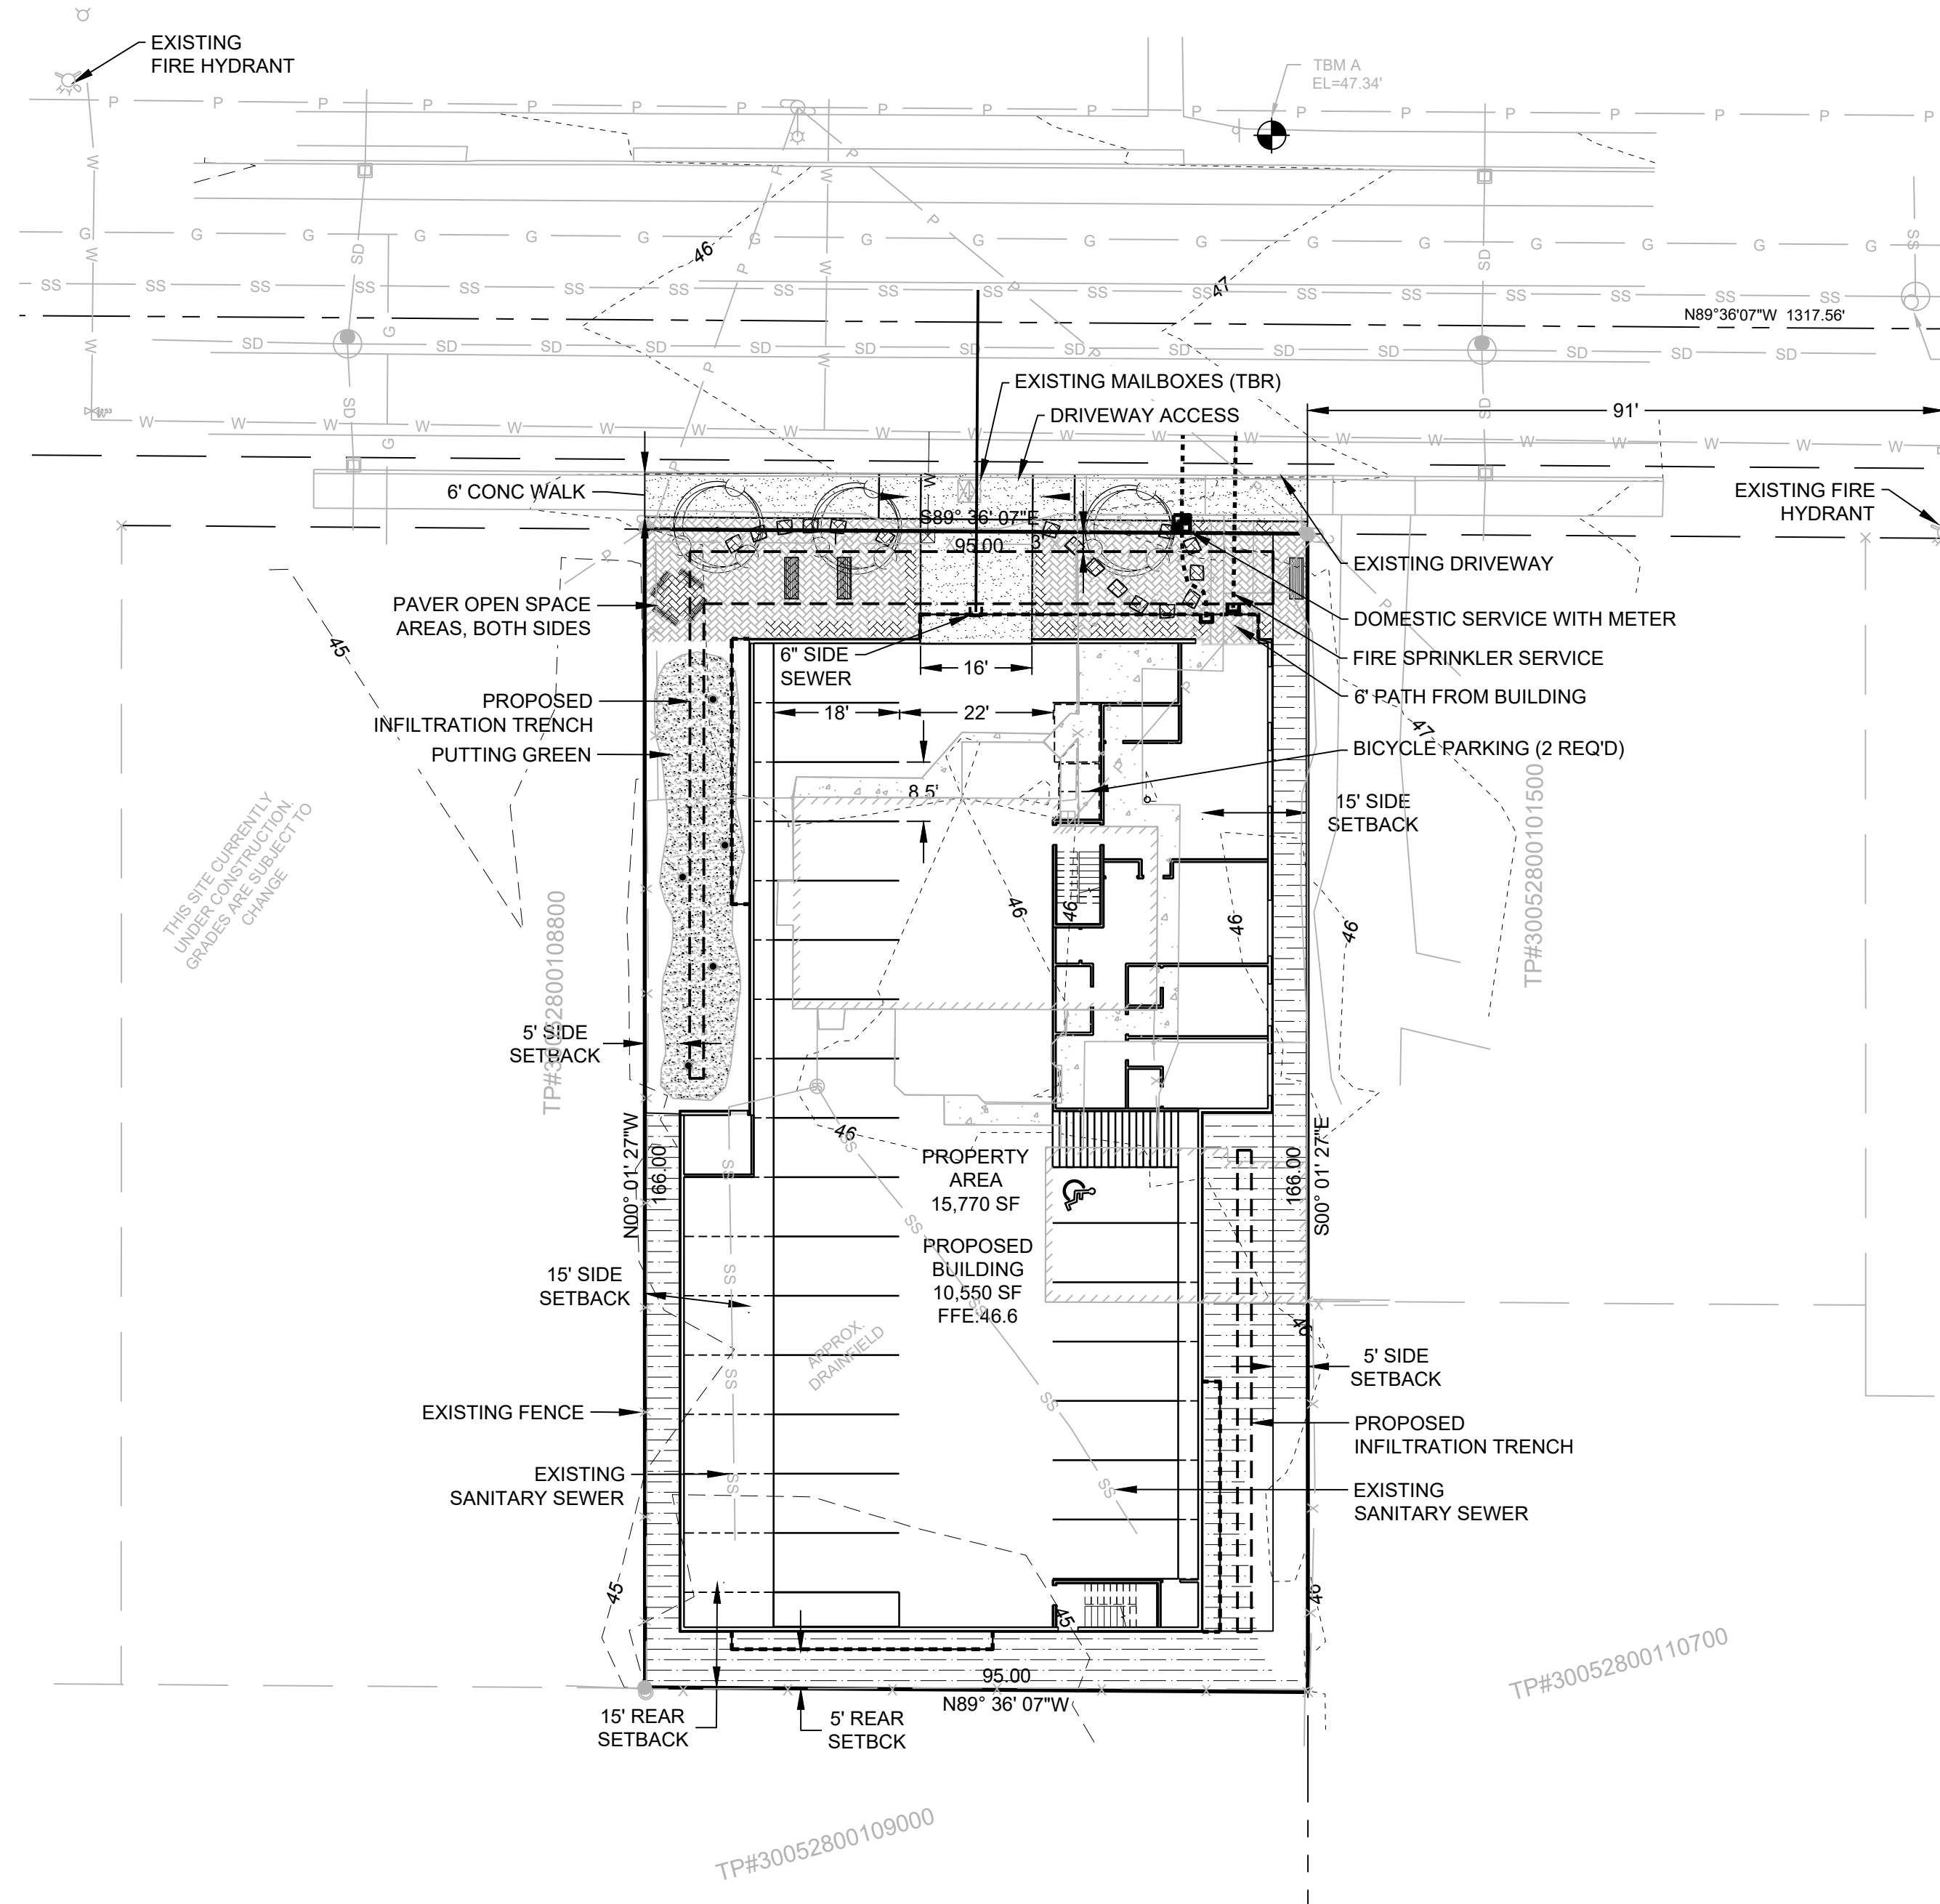 EXISTING
FIRE HYDRANT
TBM A
EL=47.34'
46
47
N89°36'07"W 1317.56'
EXISTING MAILBOXES (TBR)
DRIVEWAY ACCESS
91'
6' CONC WALK
EXISTING FIRE
HYDRANT
S89° 36' 07"E
95.00
3'
EXISTING DRIVEWAY
PAVER OPEN SPACE
AREAS, BOTH SIDES
DOMESTIC SERVICE WITH METER
45
6" SIDE
SEWER
16'
FIRE SPRINKLER SERVICE
6' PATH FROM BUILDING
PROPOSED
INFILTRATION TRENCH
18'
22'
47
PUTTING GREEN
BICYCLE PARKING (2 REQ'D)
8.5'
15' SIDE
SETBACK
THIS SITE CURRENTLY
UNDER CONSTRUCTION.
GRADES ARE SUBJECT TO
CHANGE
TP#30052800108800
TP#30052800101500
46
46
46
46
5' SIDE
SETBACK
N00° 01' 27"W
166.00
46
PROPERTY
AREA
15,770 SF
166.00
S00° 01' 27"E
PROPOSED
BUILDING
10,550 SF
FFE:46.6
15' SIDE
SETBACK
APPROX.
DRAINFIELD
46
5' SIDE
SETBACK
EXISTING FENCE
PROPOSED
INFILTRATION TRENCH
EXISTING
SANITARY SEWER
EXISTING
SANITARY SEWER
45
45
46
95.00
N89° 36' 07"W
15' REAR
SETBACK
5' REAR
SETBCK
TP#30052800110700
TP#30052800109000